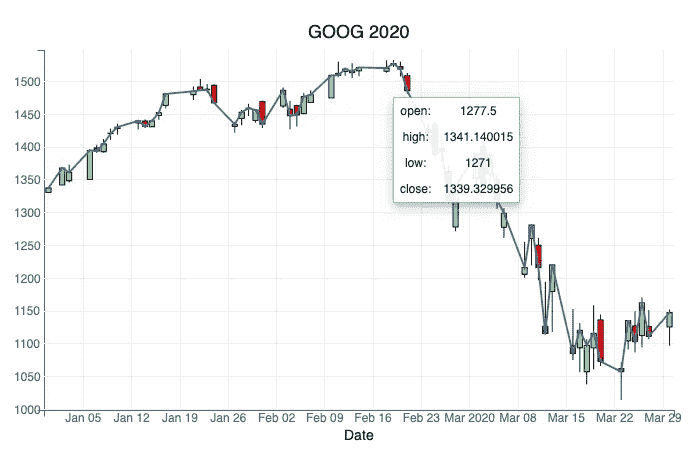 GOOG 2020
1500
1450
1400
1350
1300
1250
1200
1150
1100
1050
1000
open: 1277.5
high: 1341.140015
low: 1271
close: 1339.329956
Jan 05 Jan 12 Jan 19 Jan 26 Feb 02 Feb 09 Feb 16 Feb 23 Mar 2020 Mar 08 Mar 15 Mar 22 Mar 29
Date